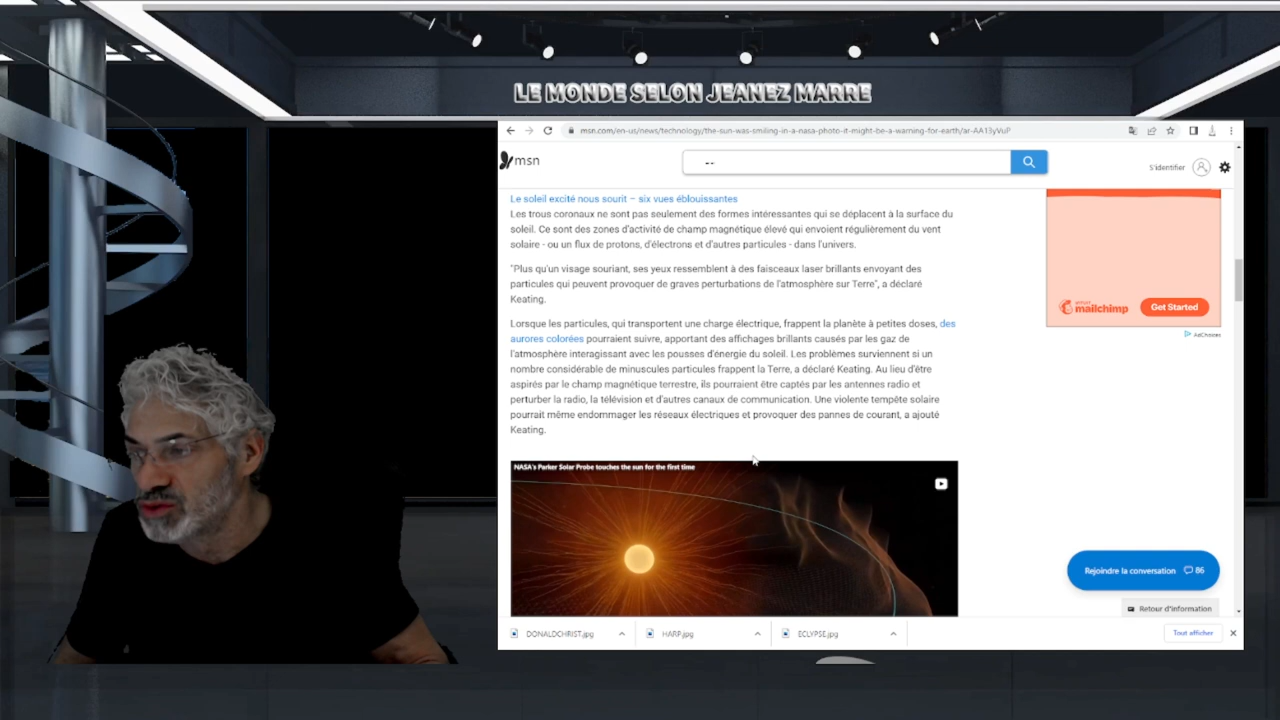 LE MONDE SELON JEANEZ MARRE
msn.com/en-us/news/technology/the-sun-was-smiling-in-a-nasa-photo-it-might-be-a-warning-for-earth/ar-AA13yVuP
msn
--
S'identifier
Le soleil excité nous sourit – six vues éblouissantes
Les trous coronaux ne sont pas seulement des formes intéressantes qui se déplacent à la surface du
soleil. Ce sont des zones d'activité de champ magnétique élevé qui envoient régulièrement du vent
solaire - ou un flux de protons, d'électrons et d'autres particules - dans l'univers.
"Plus qu'un visage souriant, ses yeux ressemblent à des faisceaux laser brillants envoyant des
particules qui peuvent provoquer de graves perturbations de l'atmosphère sur Terre", a déclaré
Keating.
Lorsque les particules, qui transportent une charge électrique, frappent la planète à petites doses, des
aurores colorées pourraient suivre, apportant des affichages brillants causés par les gaz de
l'atmosphère interagissant avec les pousses d'énergie du soleil. Les problèmes surviennent si un
nombre considérable de minuscules particules frappent la Terre, a déclaré Keating. Au lieu d'être
aspirés par le champ magnétique terrestre, ils pourraient être captés par les antennes radio et
perturber la radio, la télévision et d'autres canaux de communication. Une violente tempête solaire
pourrait même endommager les réseaux électriques et provoquer des pannes de courant, a ajouté
Keating.
NASA's Parker Solar Probe touches the sun for the first time
mailchimp
Get Started
AdChoices
Rejoindre la conversation 86
Retour d'information
DONALDCHRIST.jpg
HARP.jpg
ECLYPSE.jpg
Tout afficher